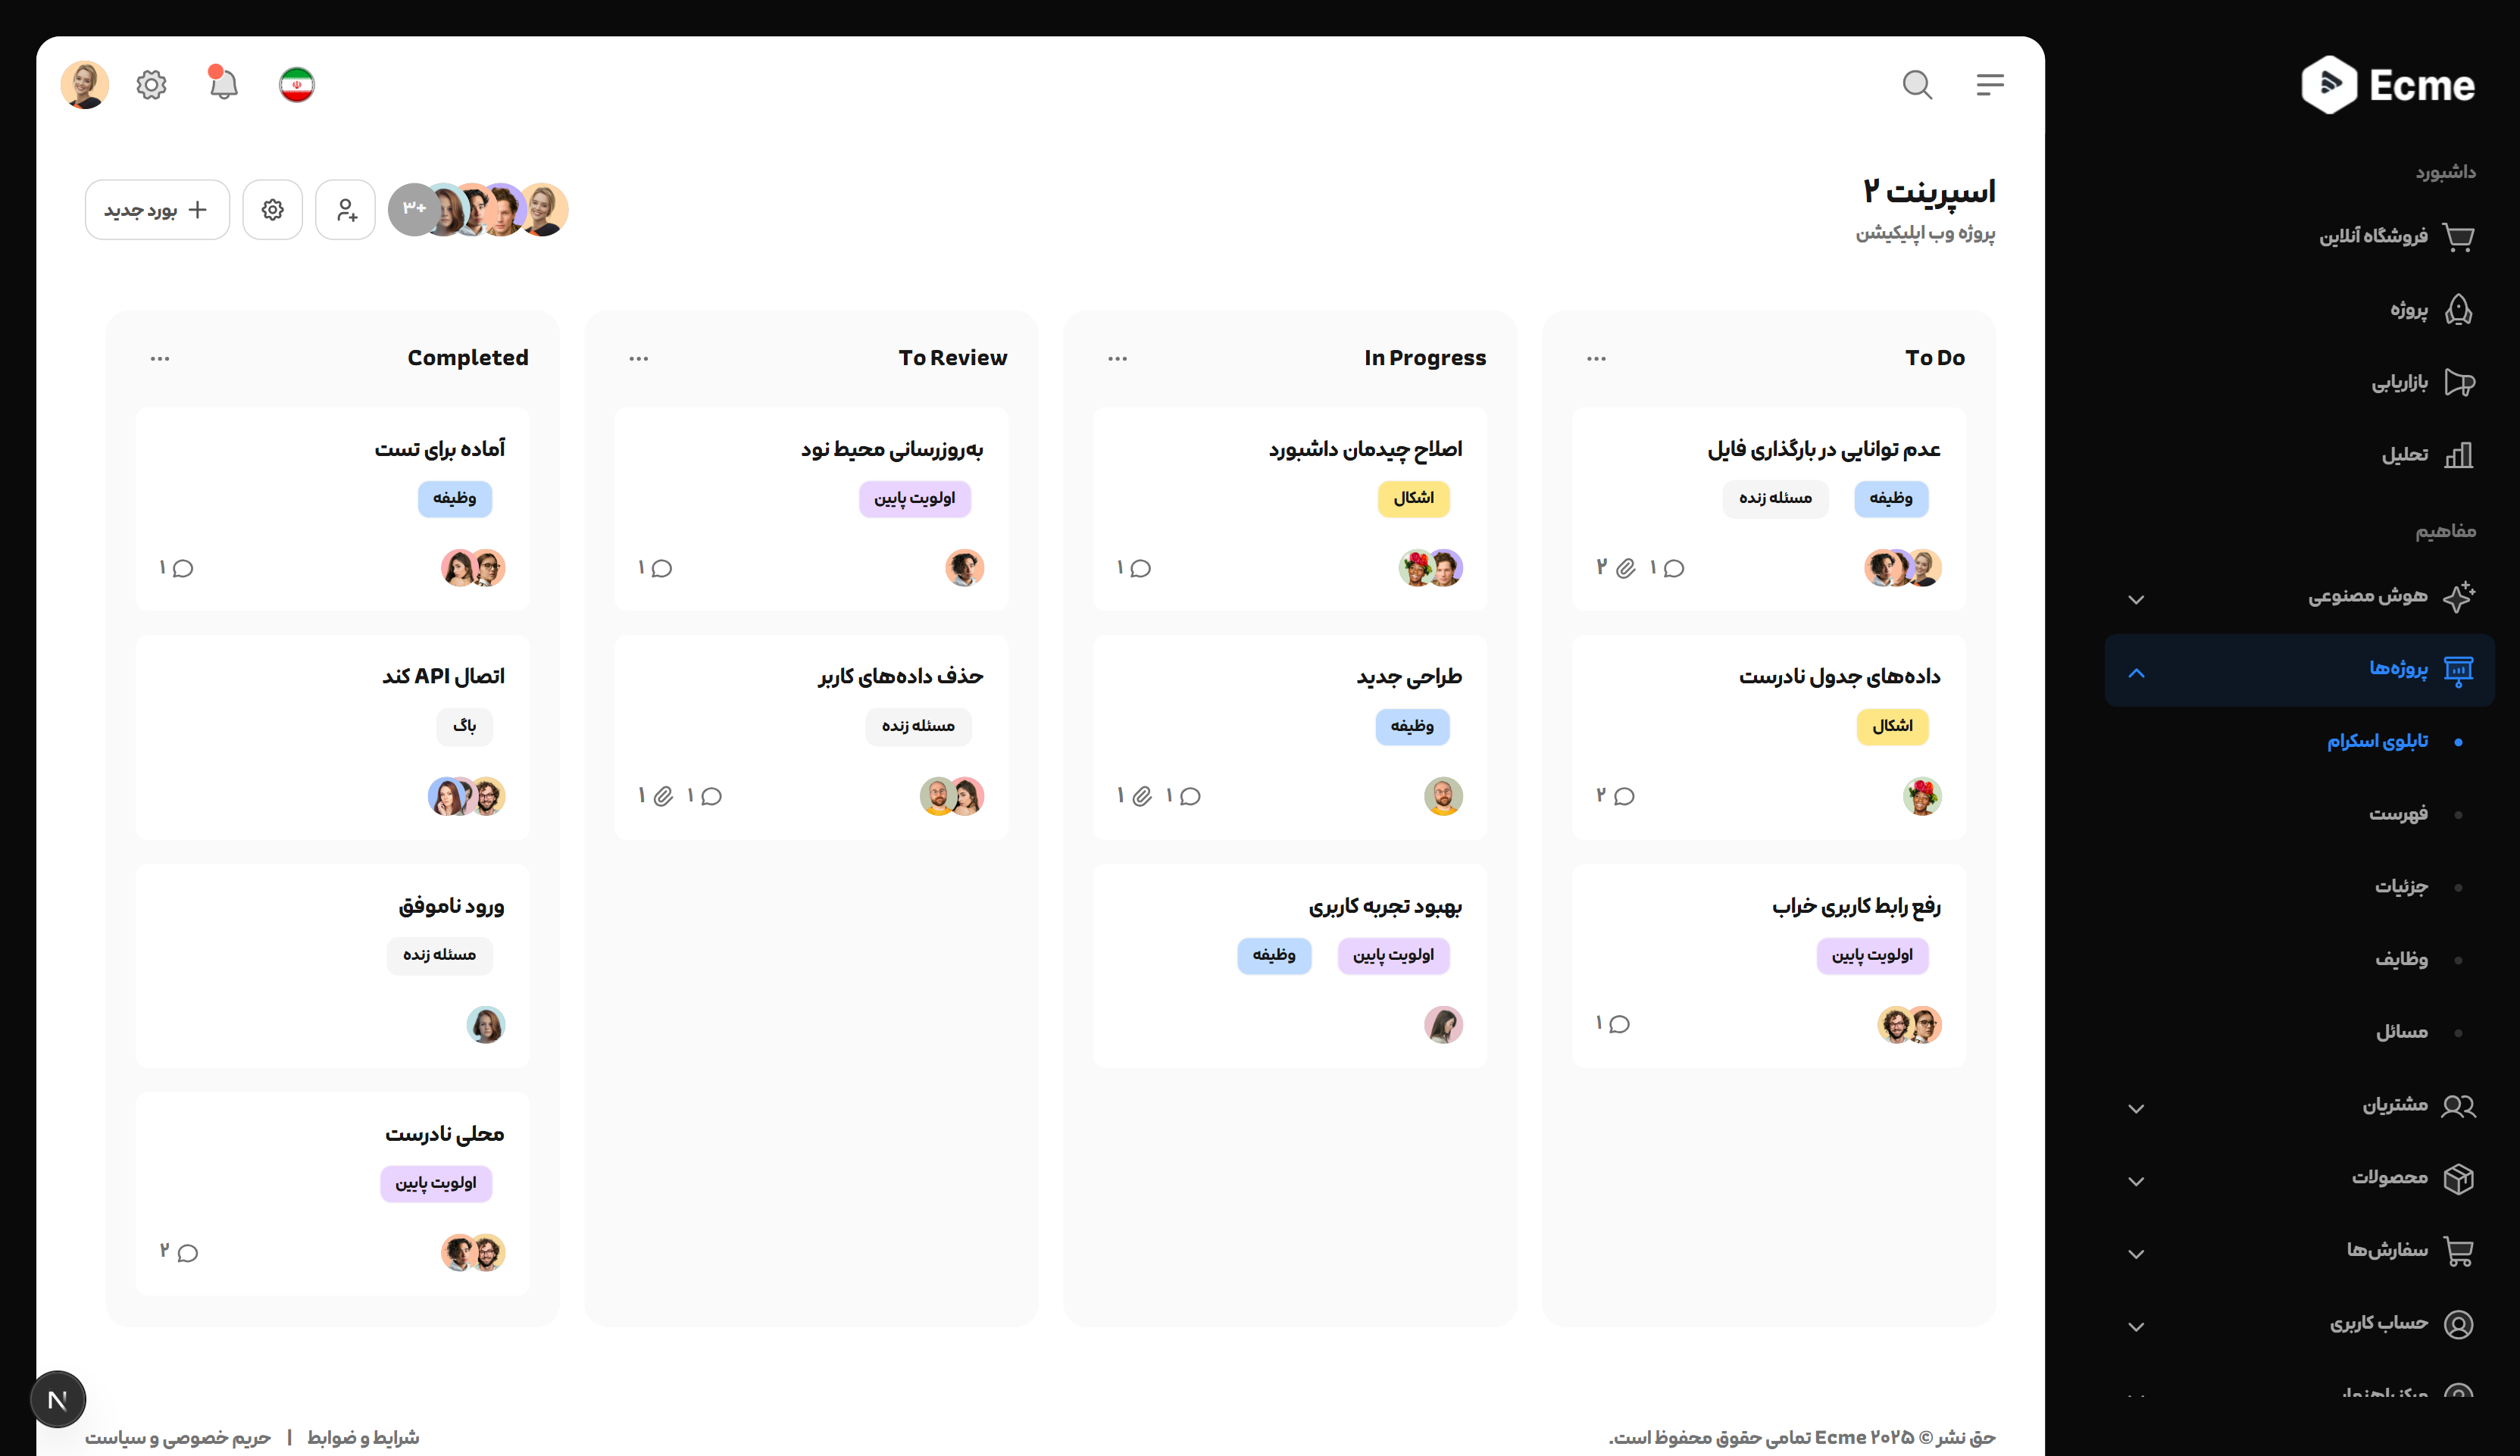 Ecme
داشبورد
فروشگاه آنلاین
پروژه
بازاریابی
تحلیل
مفاهیم
هوش مصنوعی
پروژه‌ها
تابلوی اسکرام
فهرست
جزئیات
وظایف
مسائل
مشتریان
محصولات
سفارش‌ها
حساب کاربری
اسپرینت ۲
پروژه وب اپلیکیشن
+۳
بورد جدید
To Do
عدم توانایی در بارگذاری فایل
وظیفه مسئله زنده
۱ ۲
داده‌های جدول نادرست
اشکال
۲
رفع رابط کاربری خراب
اولویت پایین
۱
In Progress
اصلاح چیدمان داشبورد
اشکال
۱
طراحی جدید
وظیفه
۱ ۱
بهبود تجربه کاربری
اولویت پایین وظیفه
To Review
به‌روزرسانی محیط نود
اولویت پایین
۱
حذف داده‌های کاربر
مسئله زنده
۱ ۱
Completed
آماده برای تست
وظیفه
۱
اتصال API کند
باگ
ورود ناموفق
مسئله زنده
محلی نادرست
اولویت پایین
۲
حق نشر © ۲۰۲۵ Ecme تمامی حقوق محفوظ است.
شرایط و ضوابط | حریم خصوصی و سیاست
N